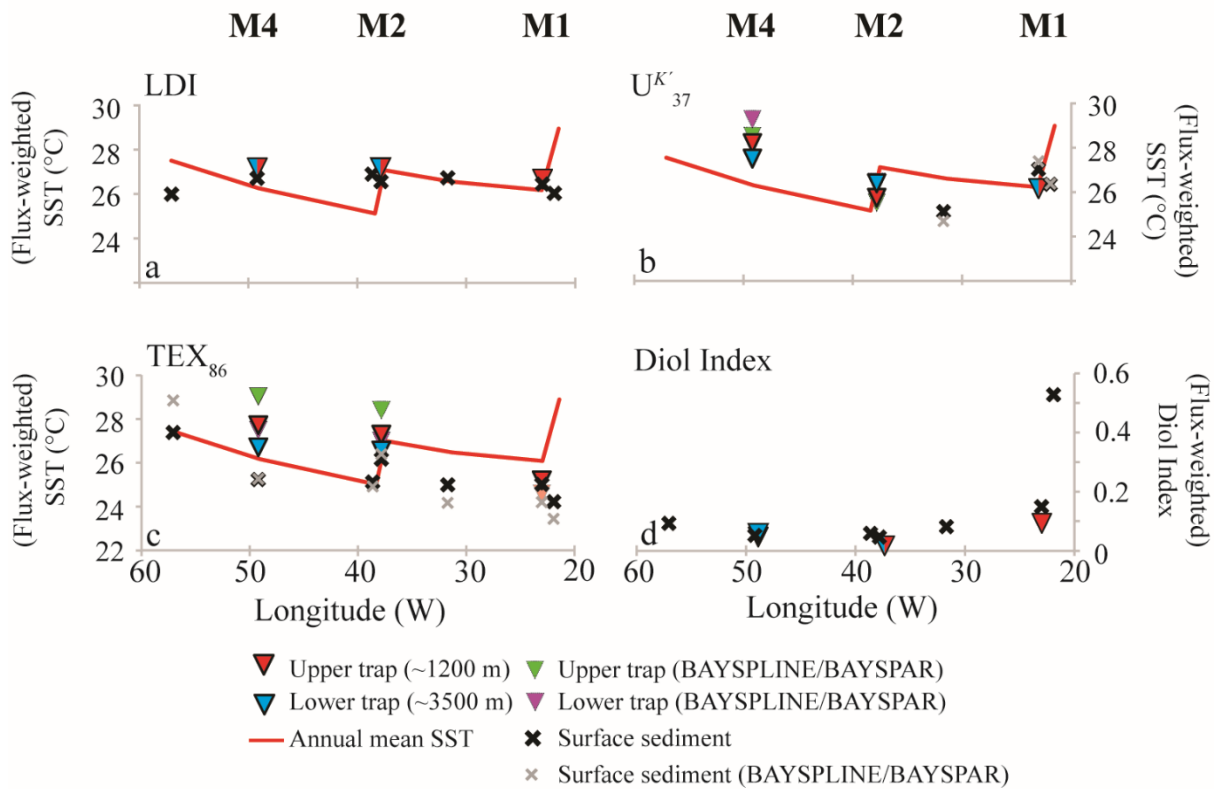 M4 M2 M1 M4 M2 M1
LDI
(Flux-weighted)
SST (°C)
30
28
26
24
a
U^K′_37
30
28
26
24
(Flux-weighted)
SST (°C)
b
TEX_86
(Flux-weighted)
SST (°C)
30
28
26
24
22
c
60 50 40 30 20
Longitude (W)
Diol Index
0.6
0.4
0.2
0
(Flux-weighted)
Diol Index
d
60 50 40 30 20
Longitude (W)
Upper trap (~1200 m) Upper trap (BAYSPLINE/BAYSPAR)
Lower trap (~3500 m) Lower trap (BAYSPLINE/BAYSPAR)
Annual mean SST Surface sediment
Surface sediment (BAYSPLINE/BAYSPAR)